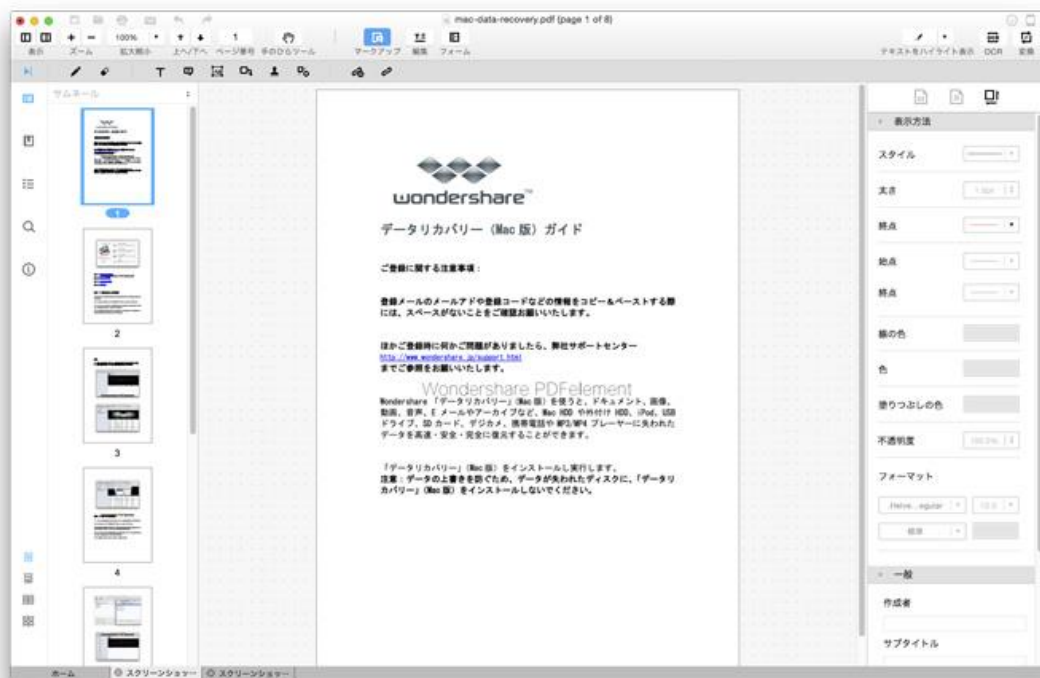 mac-data-recovery.pdf (page 1 of 8)
100%
1
表示
ズーム
拡大縮小
上へ/下へ
ページ番号
手のひらツール
マークアップ
編集
フォーム
テキストをハイライト表示
OCR
変換
サムネール
1
2
3
4
wondershare™
データリカバリー（Mac 版）ガイド
ご登録に関する注意事項：
登録メールのメールアドや登録コードなどの情報をコピー＆ペーストする際
には、スペースがないことをご確認お願いいたします。
ほかご登録時に何かご問題がありましたら、弊社サポートセンター
http://www.wondershare.jp/support.html
までご参照をお願いいたします。
Wondershare PDFelement
Wondershare 「データリカバリー」(Mac 版) を使うと、ドキュメント、画像、
動画、音声、E メールやアーカイブなど、Mac HDD や外付け HDD、iPod、USB
ドライブ、SD カード、デジカメ、携帯電話や MP3/MP4 プレーヤーに失われた
データを高速・安全・完全に復元することができます。
「データリカバリー」(Mac 版) をインストールし実行します。
注意：データの上書きを防ぐため、データが失われたディスクに、「データリ
カバリー」(Mac 版) をインストールしないでください。
表示方法
スタイル
太さ
終点
始点
終点
線の色
色
塗りつぶしの色
不透明度
フォーマット
一般
作成者
サブタイトル
ホーム
スクリーンショッ…
スクリーンショッ…